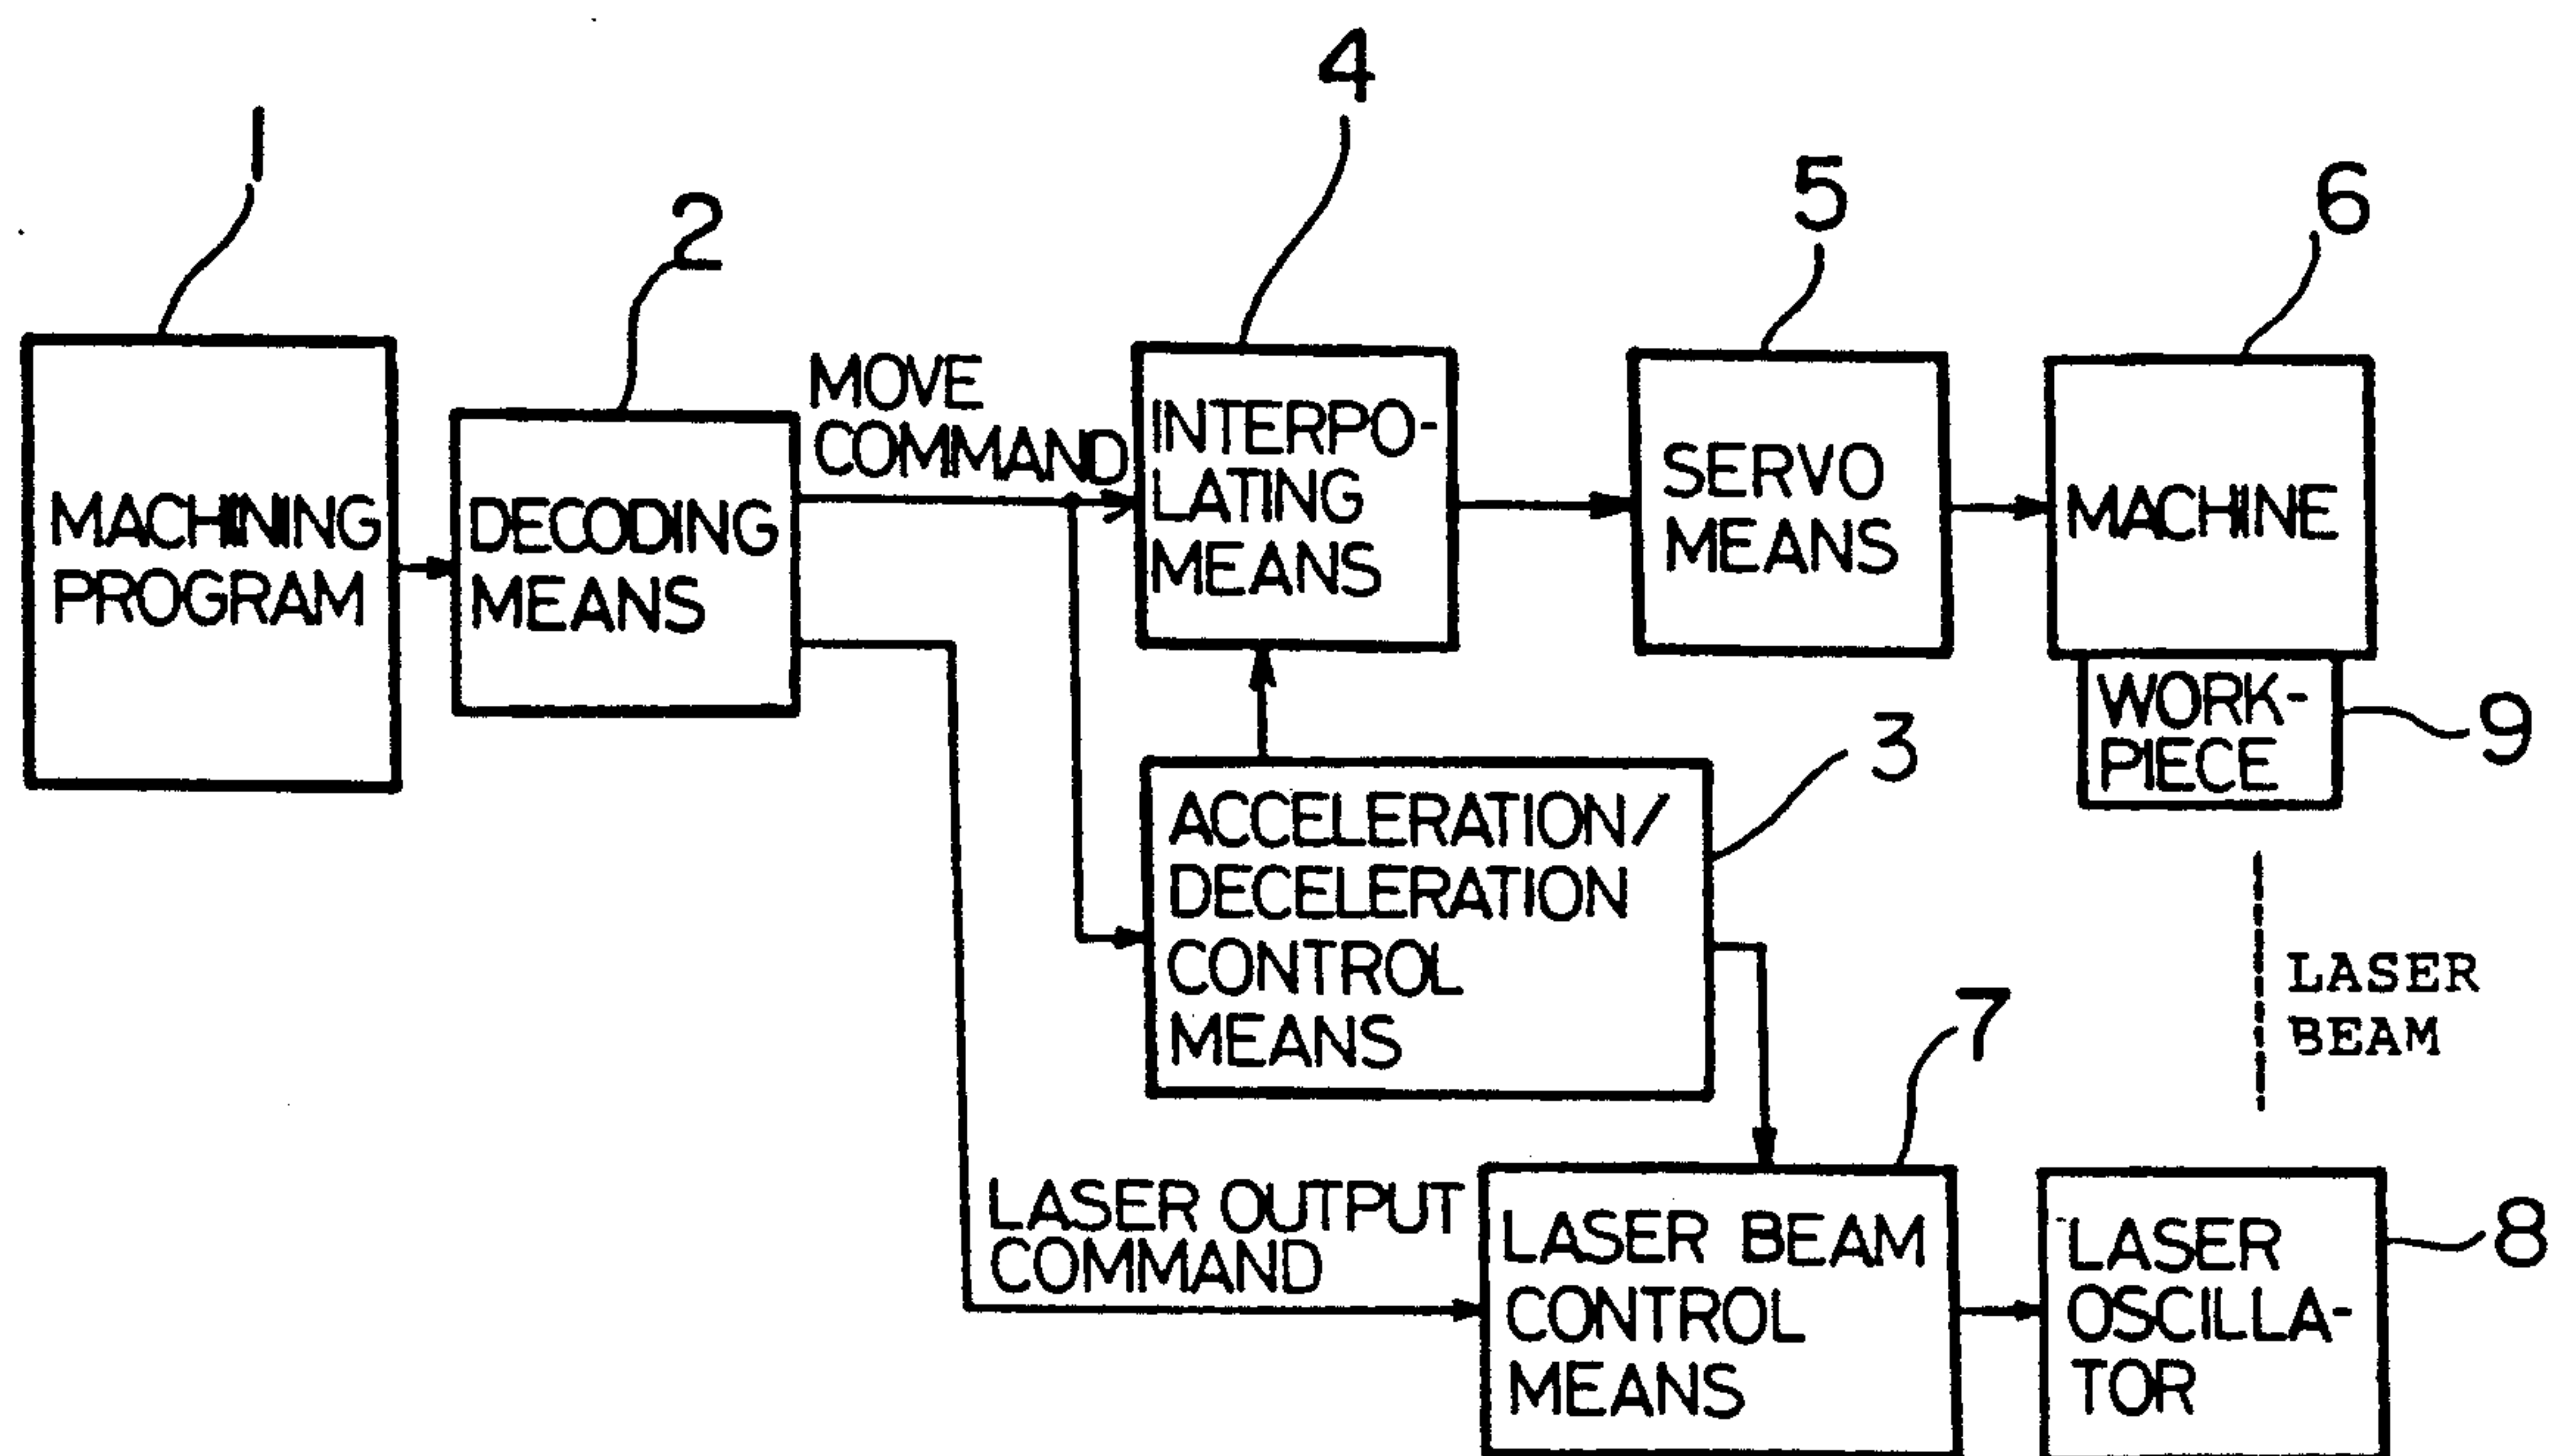 1
2
4
5
6
MACHINING
PROGRAM
DECODING
MEANS
MOVE
COMMAND
INTERPO-
LATING
MEANS
SERVO
MEANS
MACHINE
WORK-
PIECE
9
3
ACCELERATION/
DECELERATION
CONTROL
MEANS
LASER
BEAM
7
LASER OUTPUT
COMMAND
LASER BEAM
CONTROL
MEANS
LASER
OSCILLA-
TOR
8